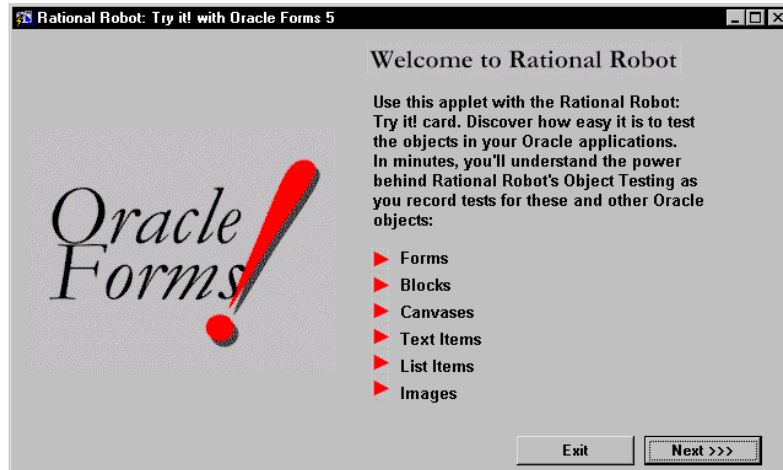 Rational Robot: Try it! with Oracle Forms 5
Welcome to Rational Robot
Use this applet with the Rational Robot:
Try it! card. Discover how easy it is to test
the objects in your Oracle applications.
In minutes, you'll understand the power
behind Rational Robot's Object Testing as
you record tests for these and other Oracle
objects:
Forms
Blocks
Canvases
Text Items
List Items
Images
Oracle
Forms!
Exit
Next >>>